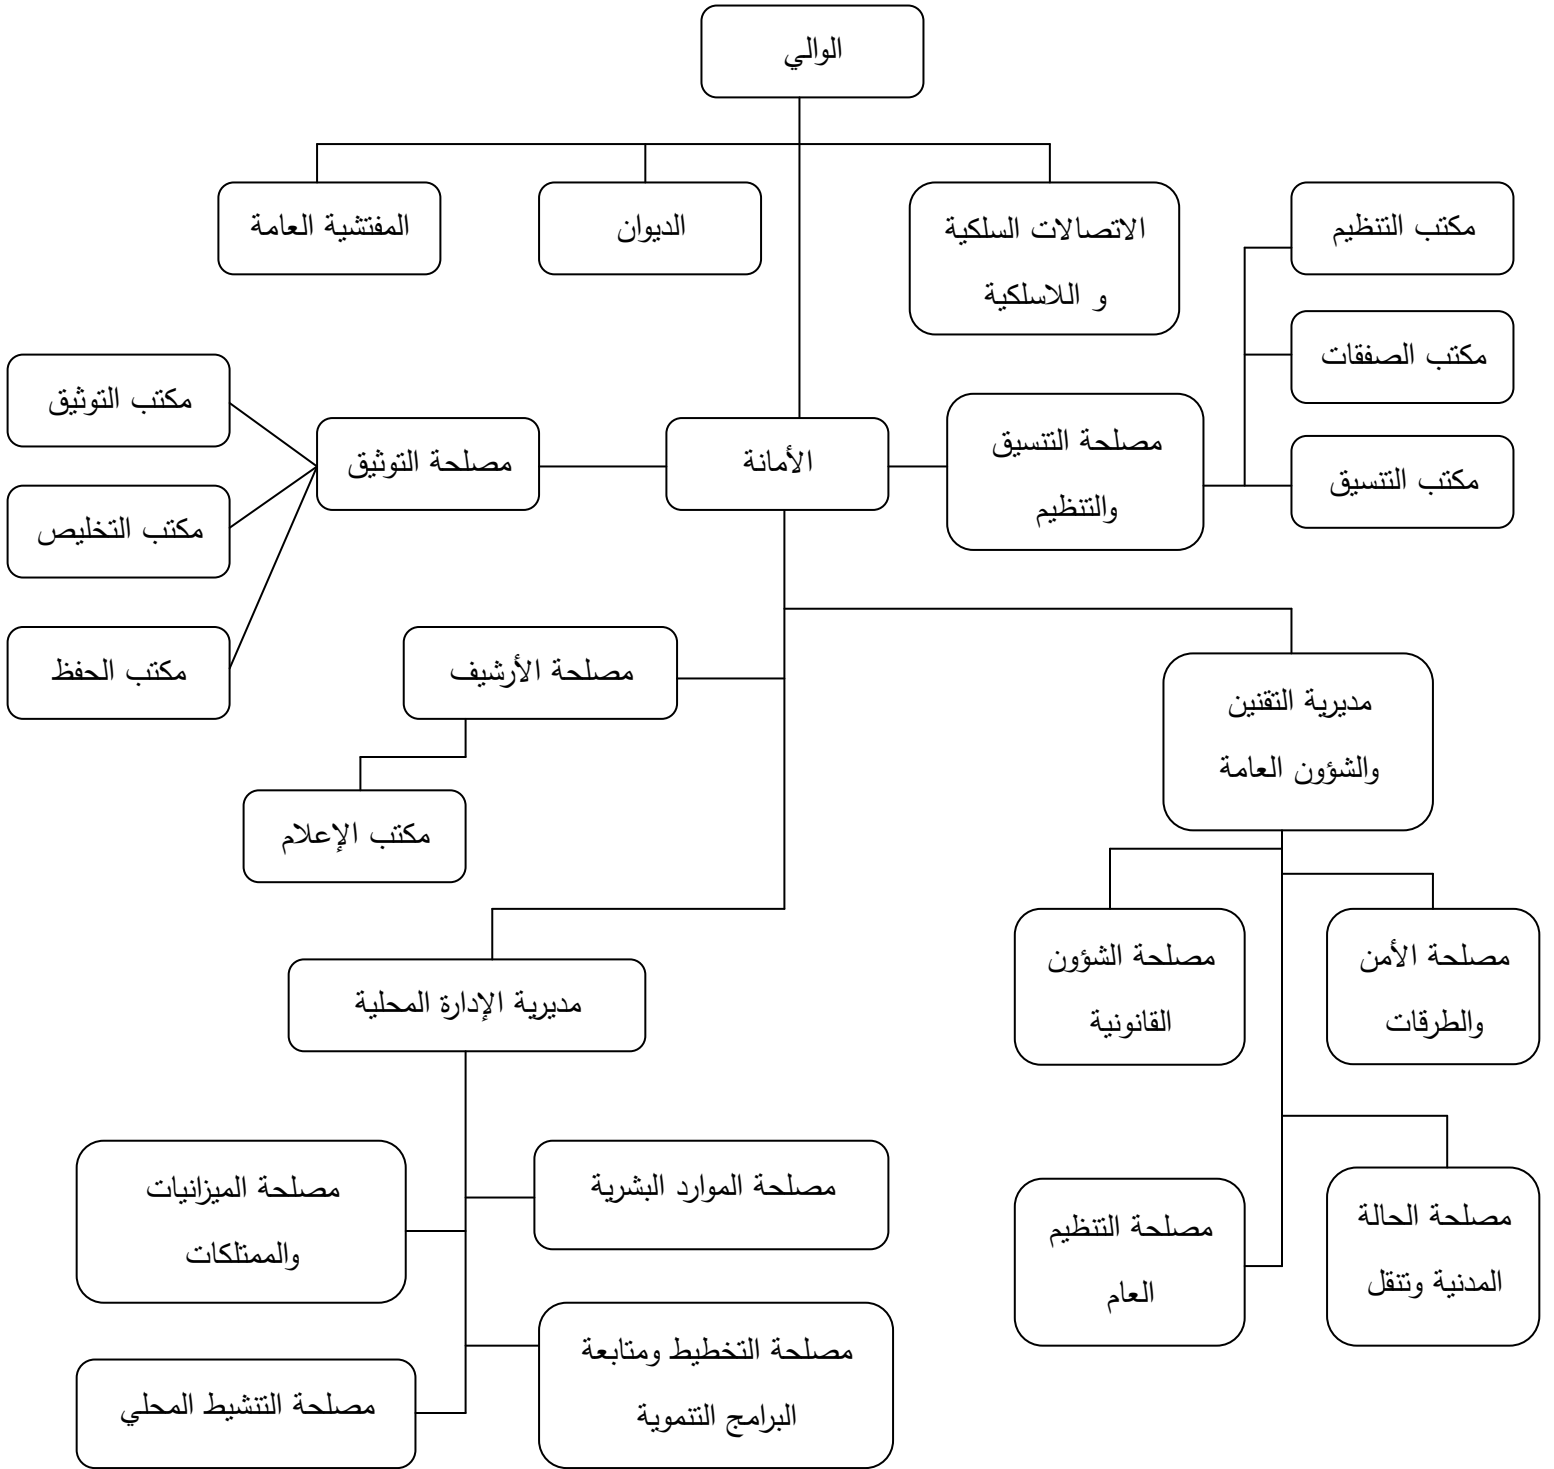 الوالي
الاتصالات السلكية
و اللاسلكية
الديوان
المفتشية العامة
مكتب التنظيم
مكتب الصفقات
مكتب التنسيق
مصلحة التنسيق
والتنظيم
الأمانة
مصلحة التوثيق
مكتب التوثيق
مكتب التخليص
مكتب الحفظ
مصلحة الأرشيف
مكتب الإعلام
مديرية التقنين
والشؤون العامة
مصلحة الأمن
والطرقات
مصلحة الشؤون
القانونية
مصلحة الحالة
المدنية وتنقل
مصلحة التنظيم
العام
مديرية الإدارة المحلية
مصلحة الموارد البشرية
مصلحة الميزانيات
والممتلكات
مصلحة التخطيط ومتابعة
البرامج التنموية
مصلحة التنشيط المحلي